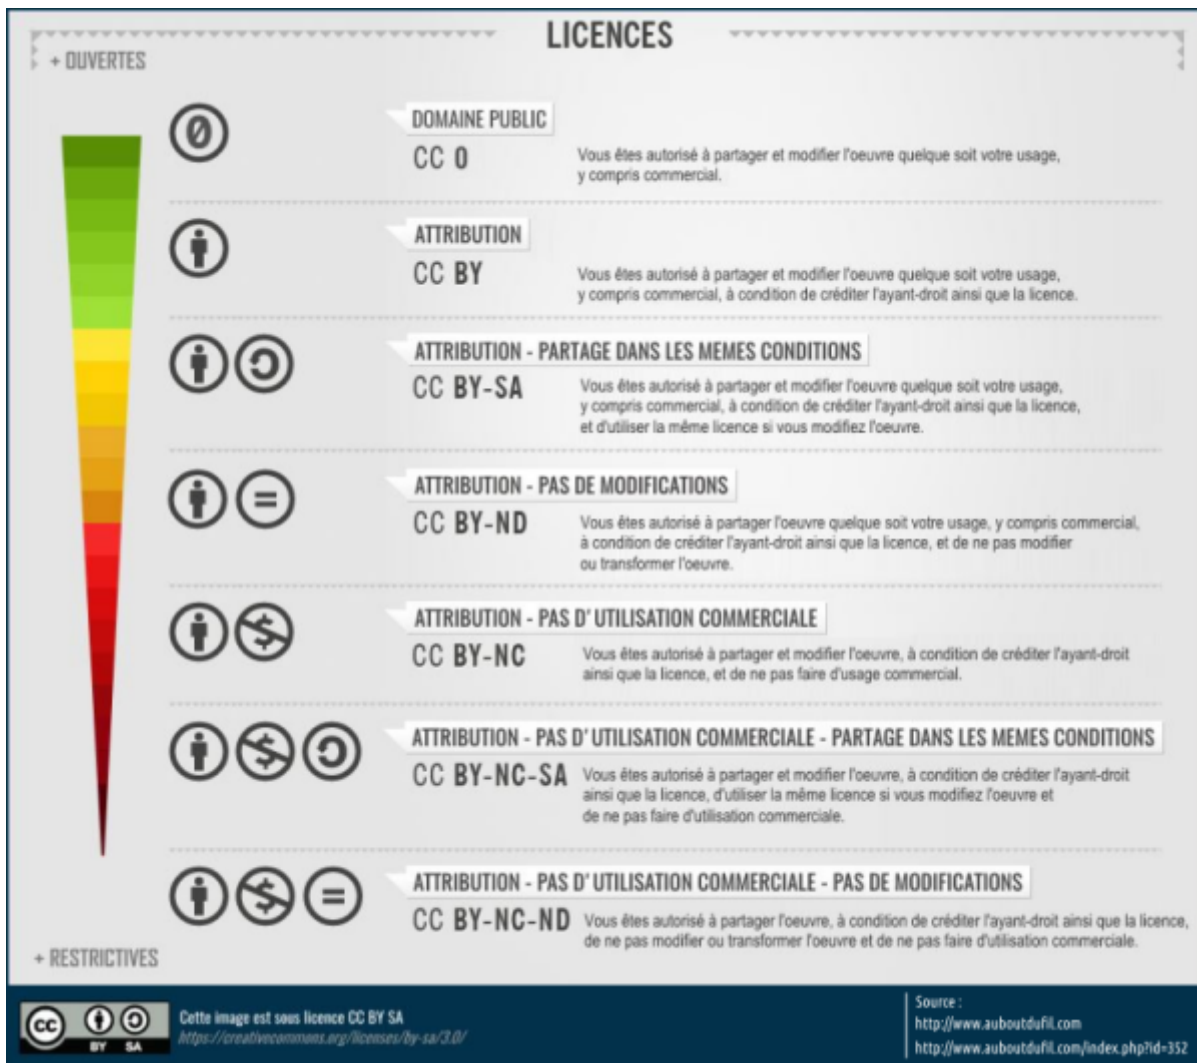 LICENCES
+ OUVERTES
DOMAINE PUBLIC
CC 0
Vous êtes autorisé à partager et modifier l'oeuvre quelque soit votre usage,
y compris commercial.
ATTRIBUTION
CC BY
Vous êtes autorisé à partager et modifier l'oeuvre quelque soit votre usage,
y compris commercial, à condition de créditer l'ayant-droit ainsi que la licence.
ATTRIBUTION - PARTAGE DANS LES MEMES CONDITIONS
CC BY-SA
Vous êtes autorisé à partager et modifier l'oeuvre quelque soit votre usage,
y compris commercial, à condition de créditer l'ayant-droit ainsi que la licence,
et d'utiliser la même licence si vous modifiez l'oeuvre.
ATTRIBUTION - PAS DE MODIFICATIONS
CC BY-ND
Vous êtes autorisé à partager l'oeuvre quelque soit votre usage, y compris commercial,
à condition de créditer l'ayant-droit ainsi que la licence, et de ne pas modifier
ou transformer l'oeuvre.
ATTRIBUTION - PAS D'UTILISATION COMMERCIALE
CC BY-NC
Vous êtes autorisé à partager et modifier l'oeuvre, à condition de créditer l'ayant-droit
ainsi que la licence, et de ne pas faire d'usage commercial.
ATTRIBUTION - PAS D'UTILISATION COMMERCIALE - PARTAGE DANS LES MEMES CONDITIONS
CC BY-NC-SA
Vous êtes autorisé à partager et modifier l'oeuvre, à condition de créditer l'ayant-droit
ainsi que la licence, d'utiliser la même licence si vous modifiez l'oeuvre et
de ne pas faire d'utilisation commerciale.
ATTRIBUTION - PAS D'UTILISATION COMMERCIALE - PAS DE MODIFICATIONS
CC BY-NC-ND
Vous êtes autorisé à partager l'oeuvre, à condition de créditer l'ayant-droit ainsi que la licence,
de ne pas modifier ou transformer l'oeuvre et de ne pas faire d'utilisation commerciale.
+ RESTRICTIVES
CC
BY SA
Cette image est sous licence CC BY SA
https://creativecommons.org/licenses/by-sa/3.0/
Source :
http://www.auboutdufil.com
http://www.auboutdufil.com/index.php?id=352